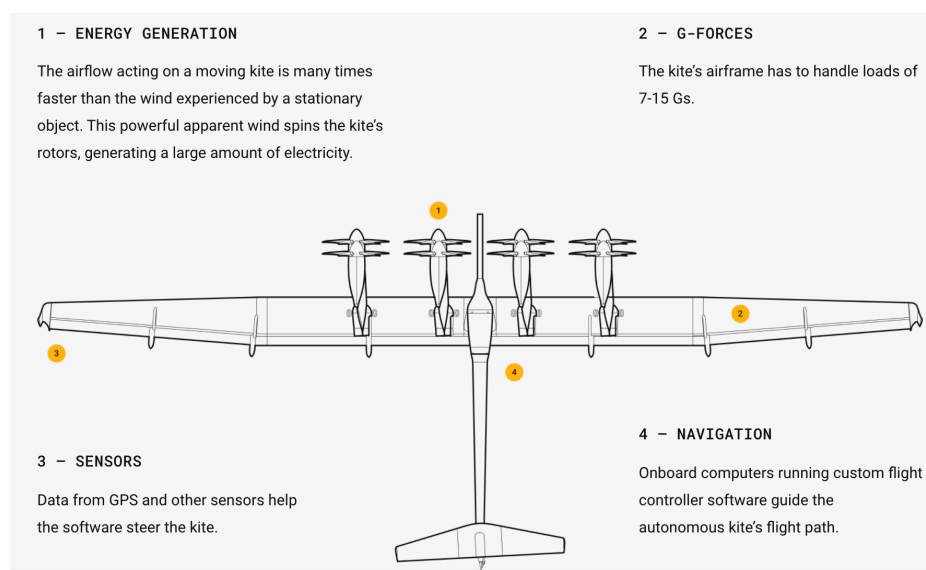 1 – ENERGY GENERATION
The airflow acting on a moving kite is many times
faster than the wind experienced by a stationary
object. This powerful apparent wind spins the kite's
rotors, generating a large amount of electricity.
2 – G-FORCES
The kite's airframe has to handle loads of
7-15 Gs.
1
2
3
4
3 – SENSORS
Data from GPS and other sensors help
the software steer the kite.
4 – NAVIGATION
Onboard computers running custom flight
controller software guide the
autonomous kite's flight path.